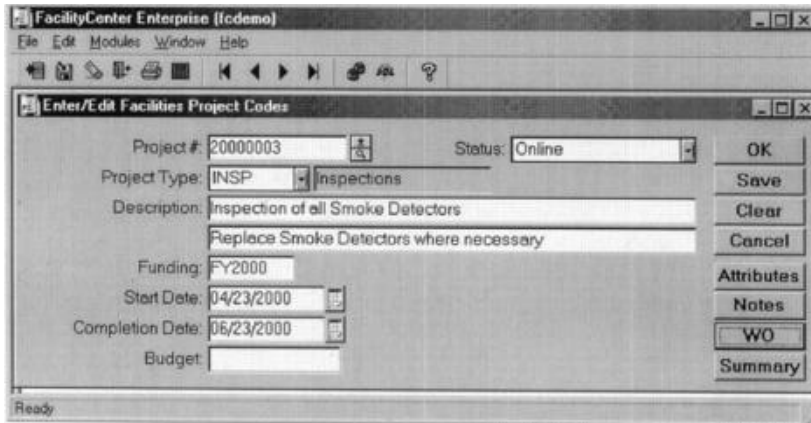 FacilityCenter Enterprise (fcdemo)
File Edit Modules Window Help
Enter/Edit Facilities Project Codes
Project #: 20000003 Status: Online OK
Project Type: INSP Inspections Save
Description: Inspection of all Smoke Detectors Clear
Replace Smoke Detectors where necessary Cancel
Funding: FY2000 Attributes
Start Date: 04/23/2000 Notes
Completion Date: 06/23/2000 WO
Budget: Summary
Ready